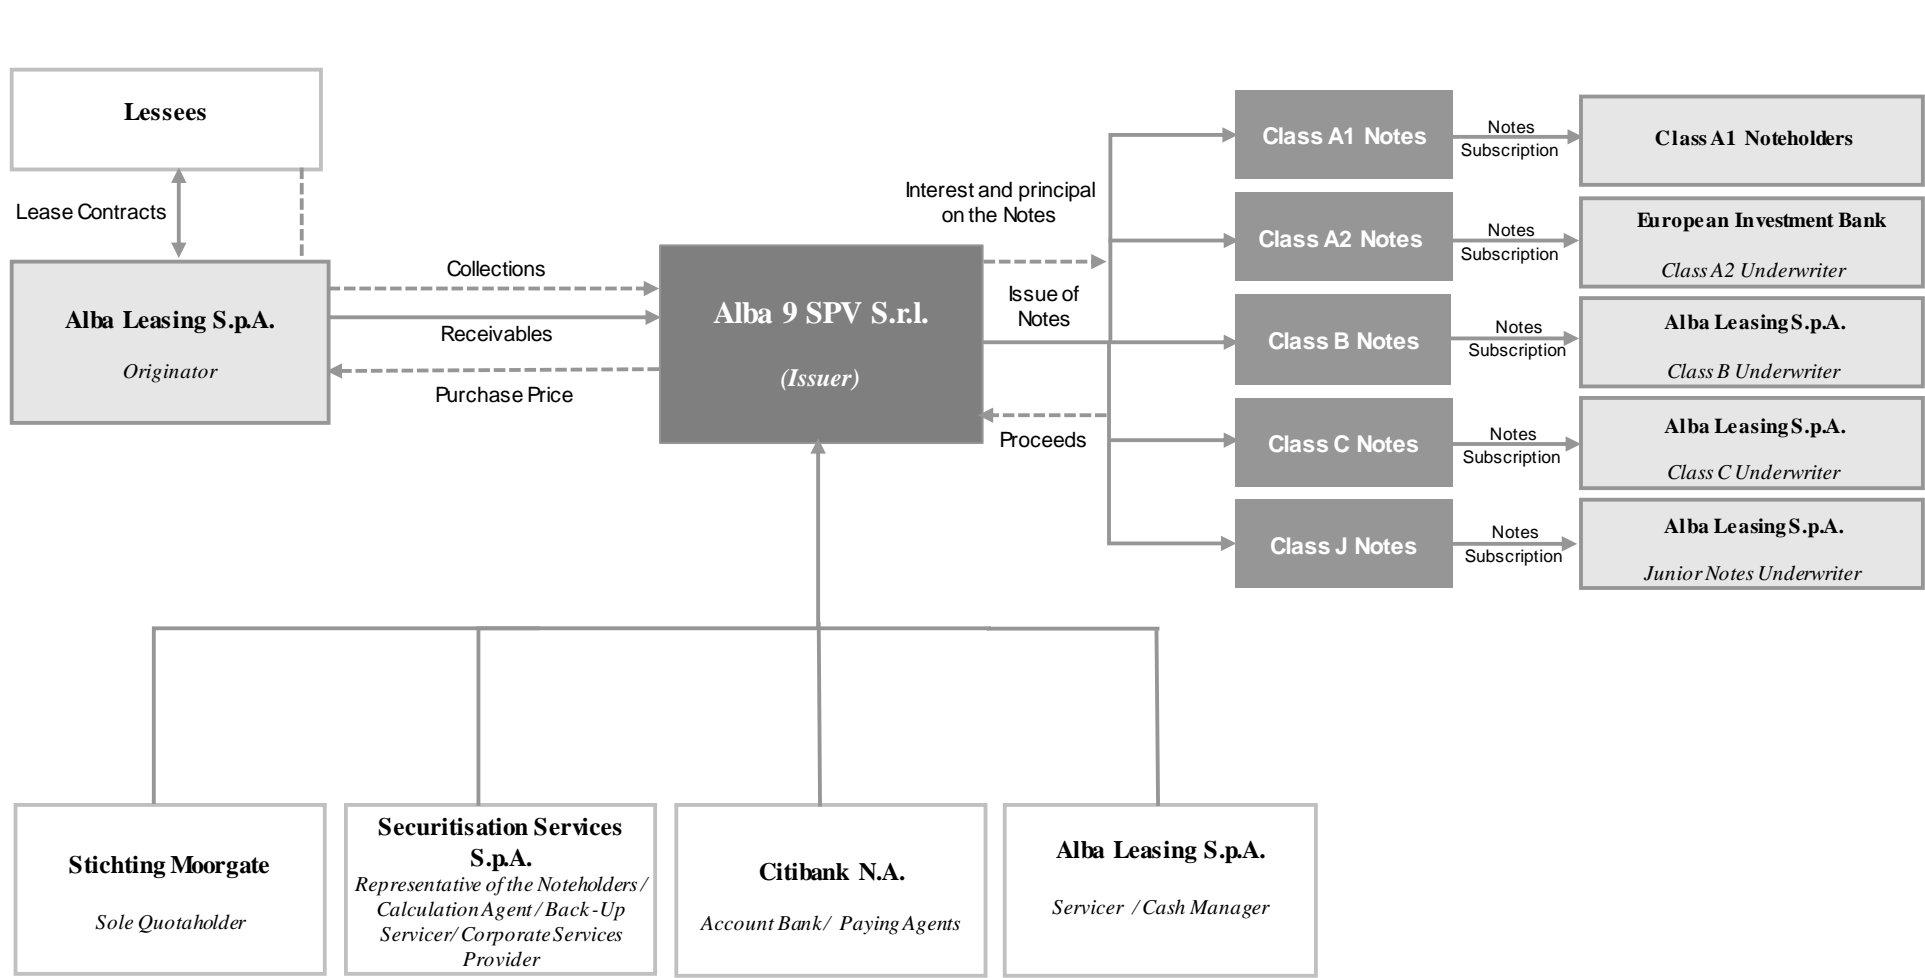 Lessees
Lease Contracts
Alba Leasing S.p.A.
Originator
Collections
Receivables
Purchase Price
Alba 9 SPV S.r.l.
(Issuer)
Interest and principal
on the Notes
Issue of
Notes
Proceeds
Class A1 Notes
Notes
Subscription
Class A1 Noteholders
Class A2 Notes
Notes
Subscription
European Investment Bank
Class A2 Underwriter
Class B Notes
Notes
Subscription
Alba Leasing S.p.A.
Class B Underwriter
Class C Notes
Notes
Subscription
Alba Leasing S.p.A.
Class C Underwriter
Class J Notes
Notes
Subscription
Alba Leasing S.p.A.
Junior Notes Underwriter
Stichting Moorgate
Sole Quotaholder
Securitisation Services
S.p.A.
Representative of the Noteholders /
Calculation Agent / Back-Up
Servicer/ Corporate Services
Provider
Citibank N.A.
Account Bank / Paying Agents
Alba Leasing S.p.A.
Servicer / Cash Manager